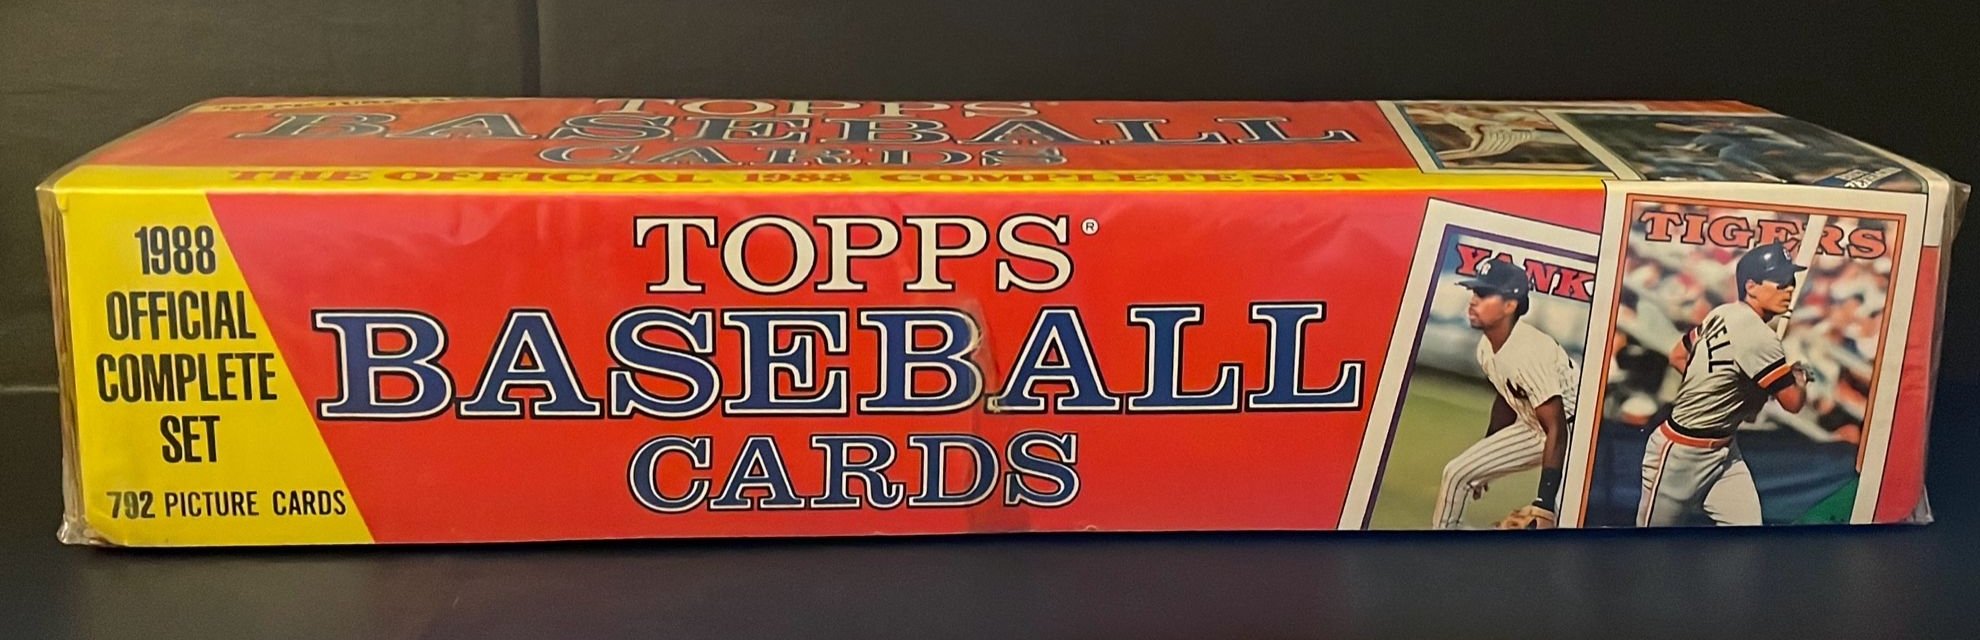 TOPPS
BASEBALL
CARDS
THE OFFICIAL 1988 COMPLETE SET
1988
OFFICIAL
COMPLETE
SET
792 PICTURE CARDS
TOPPS®
BASEBALL
CARDS
YANK
TIGERS
NELL